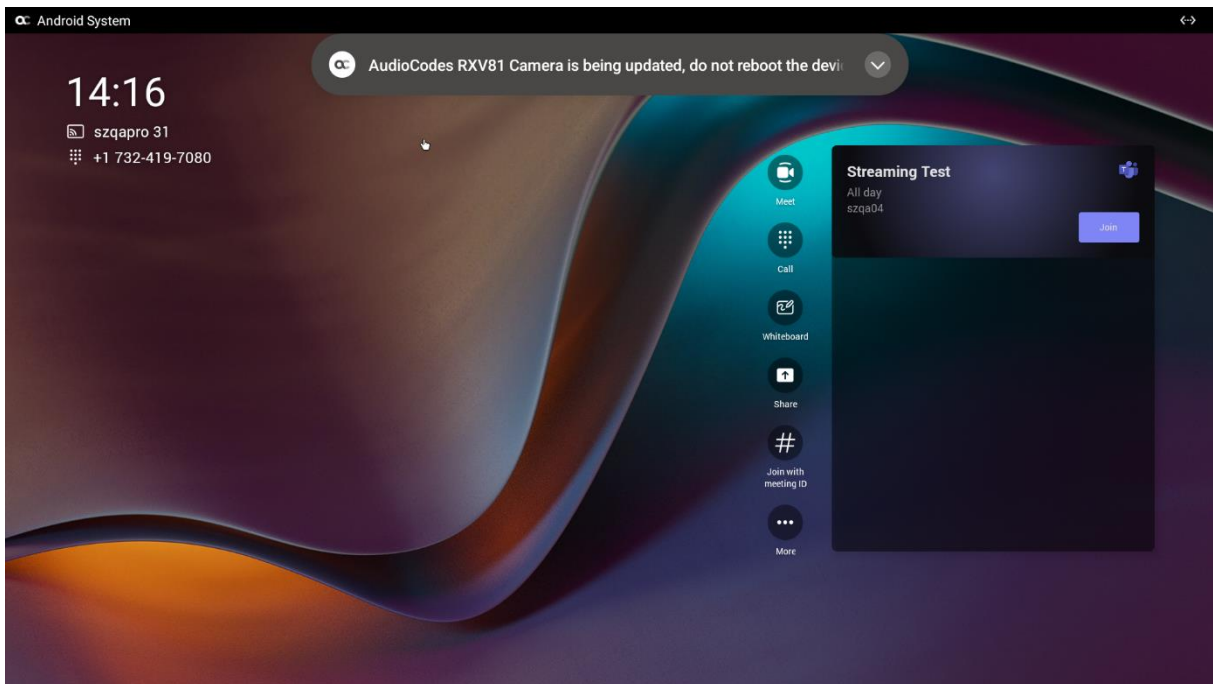 Android System
AudioCodes RXV81 Camera is being updated, do not reboot the devi
14:16
szqapro 31
+1 732-419-7080
Meet
Call
Whiteboard
Share
Join with
meeting ID
More
Streaming Test
All day
szqa04
Join